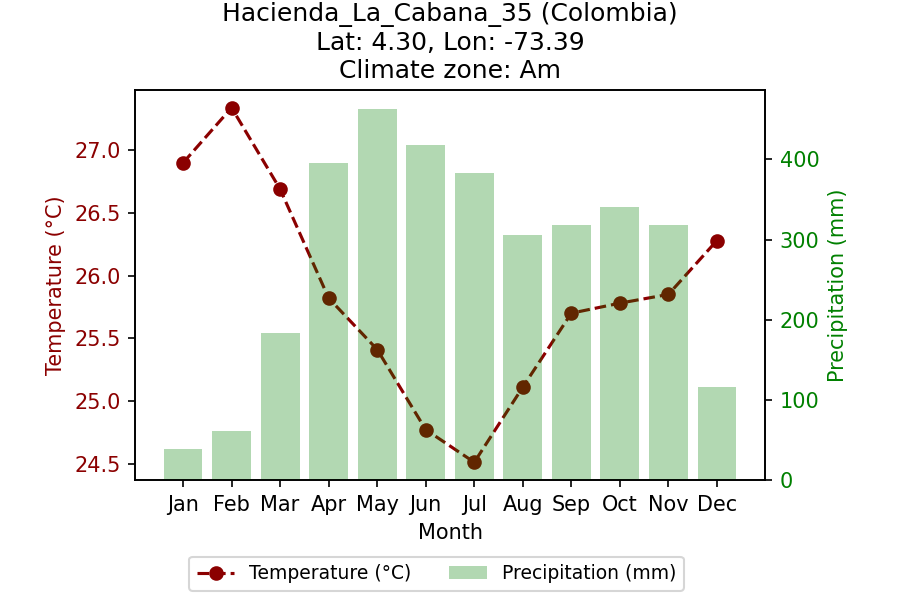 Hacienda_La_Cabana_35 (Colombia)
Lat: 4.30, Lon: -73.39
Climate zone: Am
27.0
26.5
26.0
25.5
25.0
24.5
Temperature (°C)
400
300
200
100
0
Precipitation (mm)
Jan Feb Mar Apr May Jun Jul Aug Sep Oct Nov Dec
Month
Temperature (°C) Precipitation (mm)